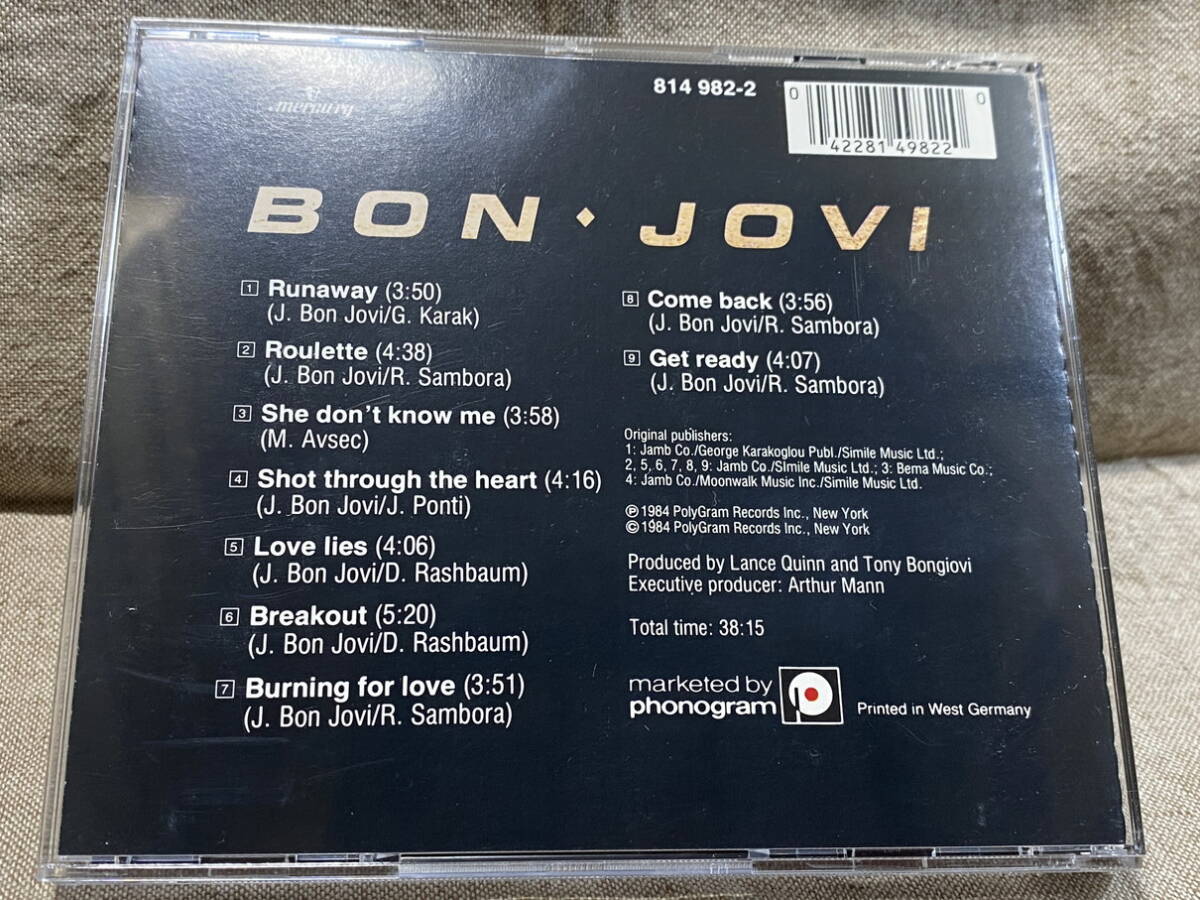 mercury
814 982-2
0 42281 49822 0
BON • JOVI
1 Runaway (3:50)
(J. Bon Jovi/G. Karak)
2 Roulette (4:38)
(J. Bon Jovi/R. Sambora)
3 She don't know me (3:58)
(M. Avsec)
4 Shot through the heart (4:16)
(J. Bon Jovi/J. Ponti)
5 Love lies (4:06)
(J. Bon Jovi/D. Rashbaum)
6 Breakout (5:20)
(J. Bon Jovi/D. Rashbaum)
7 Burning for love (3:51)
(J. Bon Jovi/R. Sambora)
8 Come back (3:56)
(J. Bon Jovi/R. Sambora)
9 Get ready (4:07)
(J. Bon Jovi/R. Sambora)
Original publishers:
1: Jamb Co./George Karakoglou Publ./Simile Music Ltd.;
2, 5, 6, 7, 8, 9: Jamb Co./Simile Music Ltd.; 3: Bema Music Co.;
4: Jamb Co./Moonwalk Music Inc./Simile Music Ltd.
℗ 1984 PolyGram Records Inc., New York
© 1984 PolyGram Records Inc., New York
Produced by Lance Quinn and Tony Bongiovi
Executive producer: Arthur Mann
Total time: 38:15
marketed by
phonogram
Printed in West Germany